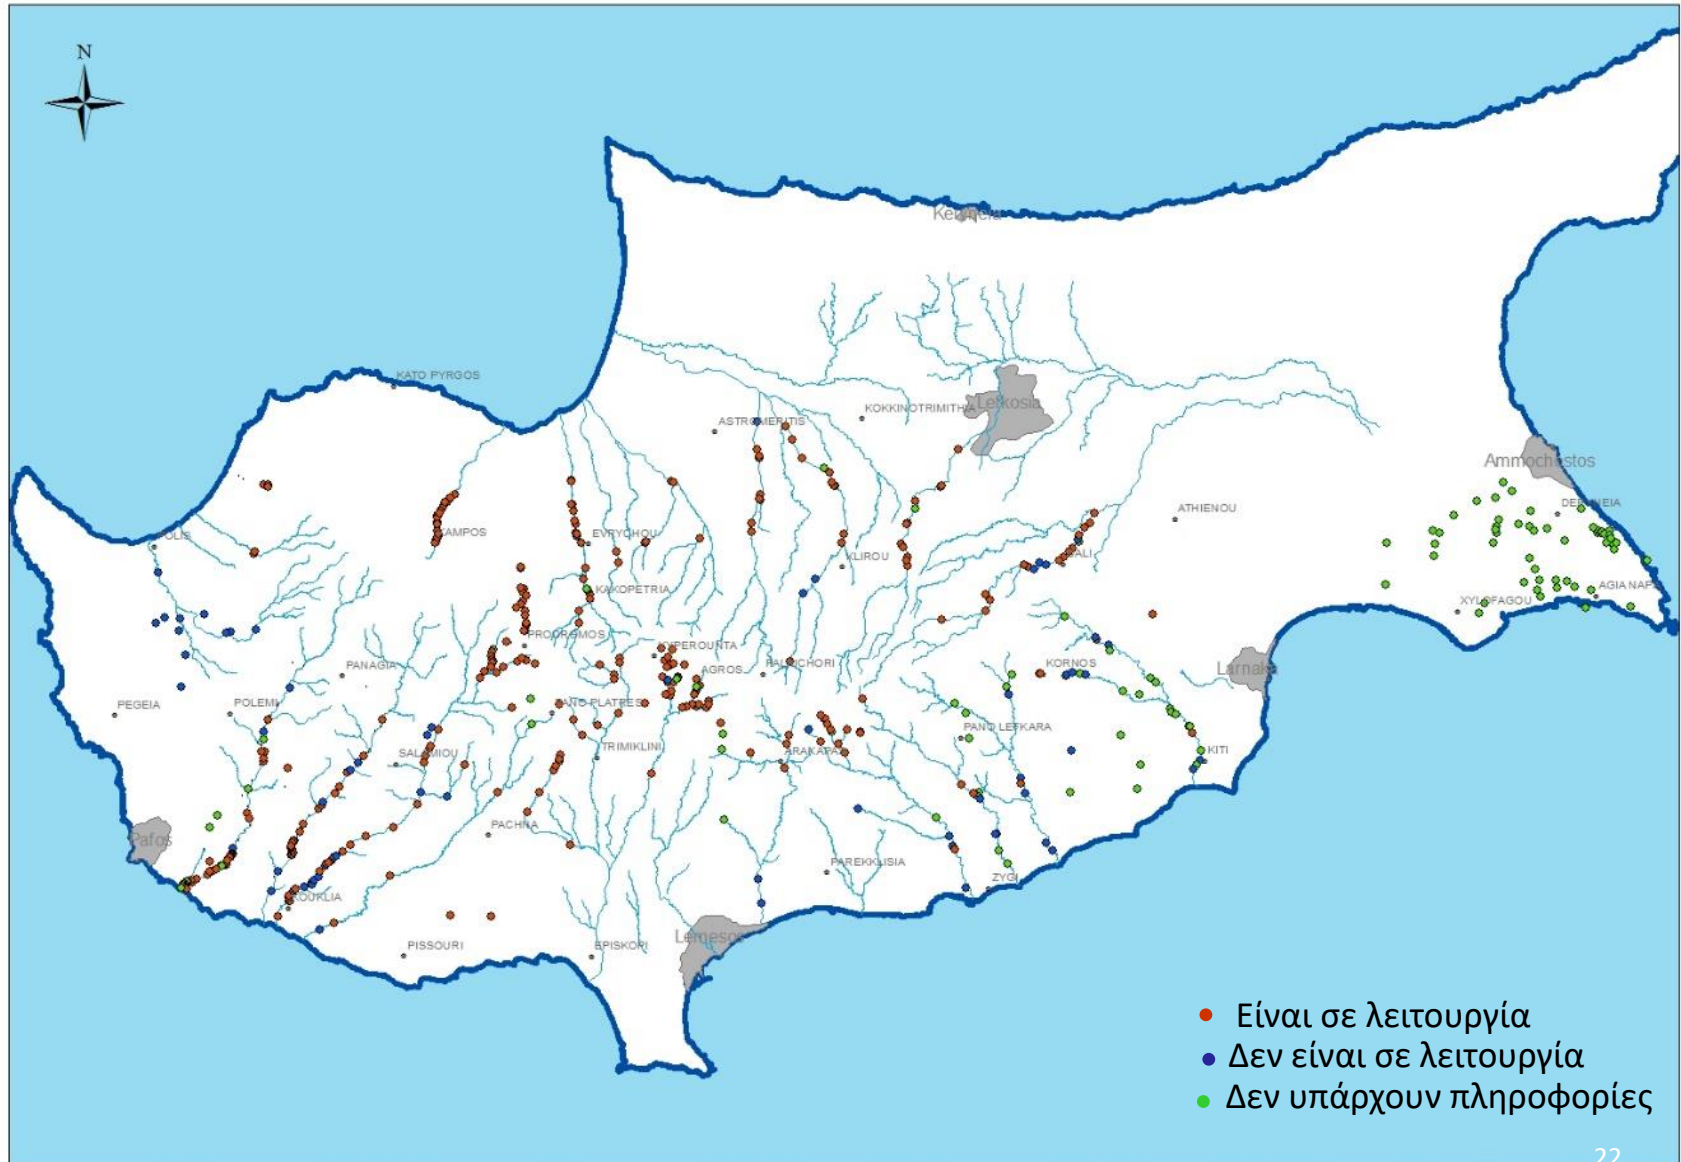 N
Keryneia
KATO PYRGOS
KOKKINOTRIMITHIA
Lefkosia
ASTROMERITIS
Ammochostos
DERYNEIA
ATHIENOU
POLIS
KAMPOS
EVRYCHOU
KLIROU
DALI
KAKOPETRIA
XYLOFAGOU
AGIA NAPA
PRODROMOS
KYPEROUNTA
PANAGIA
AGROS
PALAICHORI
KORNOS
Larnaka
PEGEIA
POLEMI
PANO PLATRES
PANO LEFKARA
SALAMIOU
TRIMIKLINI
ARAKAPAS
KITI
PACHNA
Pafos
PAREKKLISIA
ZYGI
KOUKLIA
PISSOURI
EPISKOPI
Lemesos
Είναι σε λειτουργία
Δεν είναι σε λειτουργία
Δεν υπάρχουν πληροφορίες
22